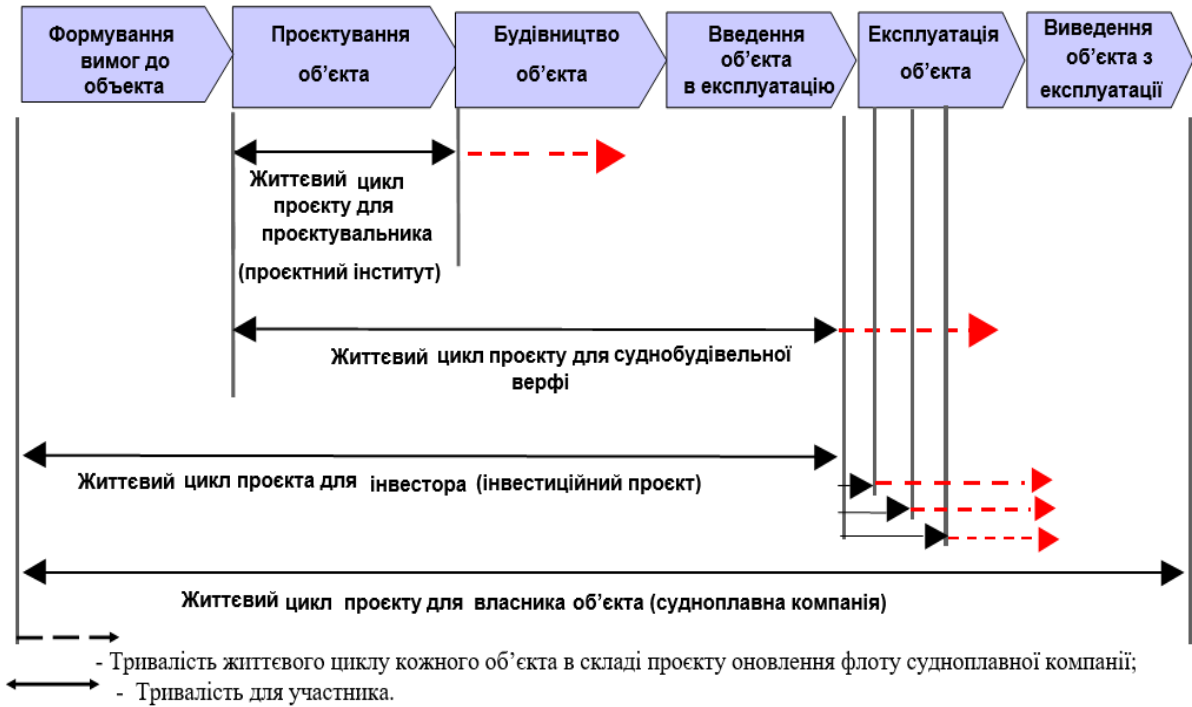 Формування
вимог до
объекта
Проєктування
об’єкта
Будівництво
об’єкта
Введення
об’єкта
в експлуатацію
Експлуатація
об’єкта
Виведення
об’єкта з
експлуатації
Життєвий цикл
проєкту для
проєктувальника
(проєктний інститут)
Життєвий цикл проєкту для суднобудівельної
верфі
Життєвий цикл проєкта для інвестора (інвестиційний проєкт)
Життєвий цикл проєкту для власника об’єкта (судноплавна компанія)
- Тривалість життєвого циклу кожного об’єкта в складі проєкту оновлення флоту судноплавної компанії;
- Тривалість для участника.